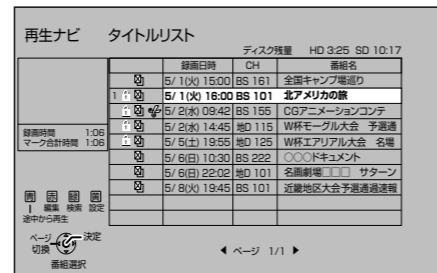 再生ナビ タイトルリスト
ディスク残量 HD 3:25 SD 10:17
録画日時 CH 番組名
5/ 1(火) 15:00 BS 161 全国キャンプ場巡り
1 5/ 1(火) 16:00 BS 101 北アメリカの旅
5/ 2(水) 09:42 BS 155 CGアニメーションコンテ
5/ 2(水) 14:45 地D 115 W杯モーグル大会 予選通
5/ 5(土) 19:55 地D 125 W杯エアリアル大会 名場
5/ 6(日) 10:30 BS 222 〇〇〇ドキュメント
5/ 6(日) 22:02 地D 101 名画劇場□□□ サターン
5/ 8(火) 19:45 BS 101 近畿地区大会予選通過速報
録画時間 1:06
マーク合計時間 1:06
青 赤 緑 黄
編集 検索 設定
途中から再生
ページ切換
決定
番組選択
◀ ページ 1/1 ▶